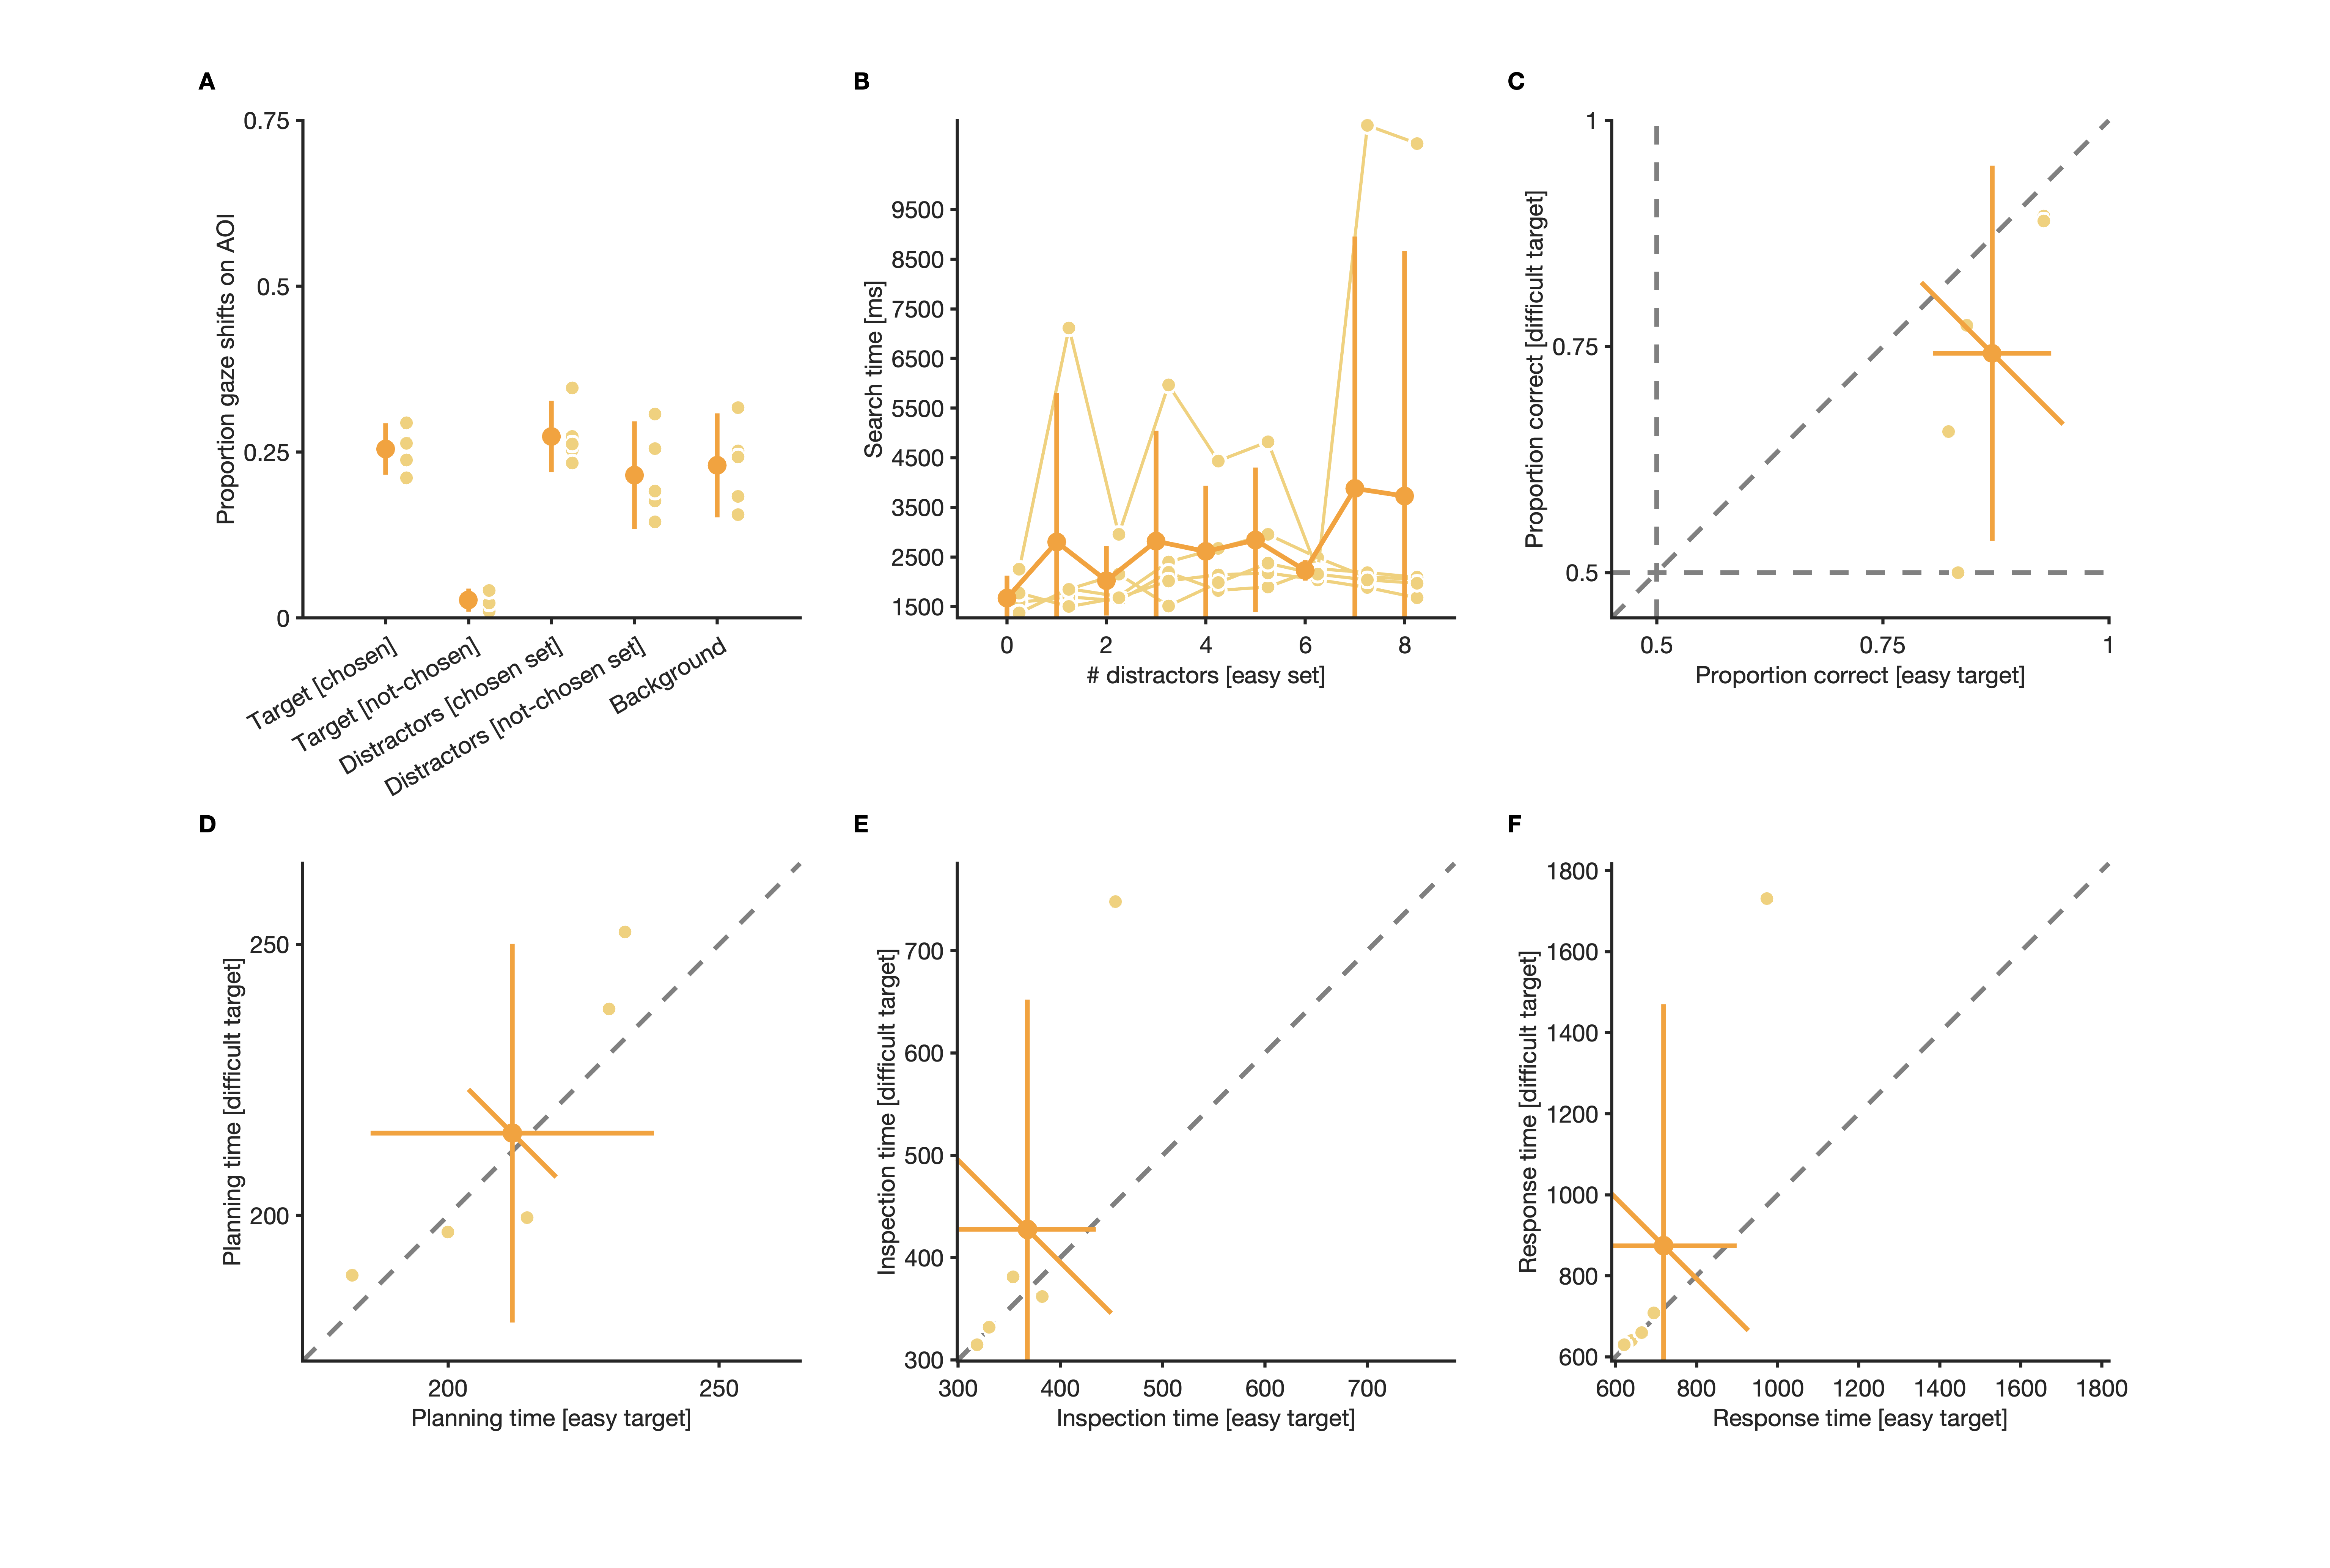 A
0.75
0.5
0.25
0
Proportion gaze shifts on AOI
Target [chosen]
Target [not-chosen]
Distractors [chosen set]
Distractors [not-chosen set]
Background
B
9500
8500
7500
6500
5500
4500
3500
2500
1500
Search time [ms]
0 2 4 6 8
# distractors [easy set]
C
1
0.75
0.5
Proportion correct [difficult target]
0.5 0.75 1
Proportion correct [easy target]
D
250
200
Planning time [difficult target]
200 250
Planning time [easy target]
E
700
600
500
400
300
Inspection time [difficult target]
300 400 500 600 700
Inspection time [easy target]
F
1800
1600
1400
1200
1000
800
600
Response time [difficult target]
600 800 1000 1200 1400 1600 1800
Response time [easy target]